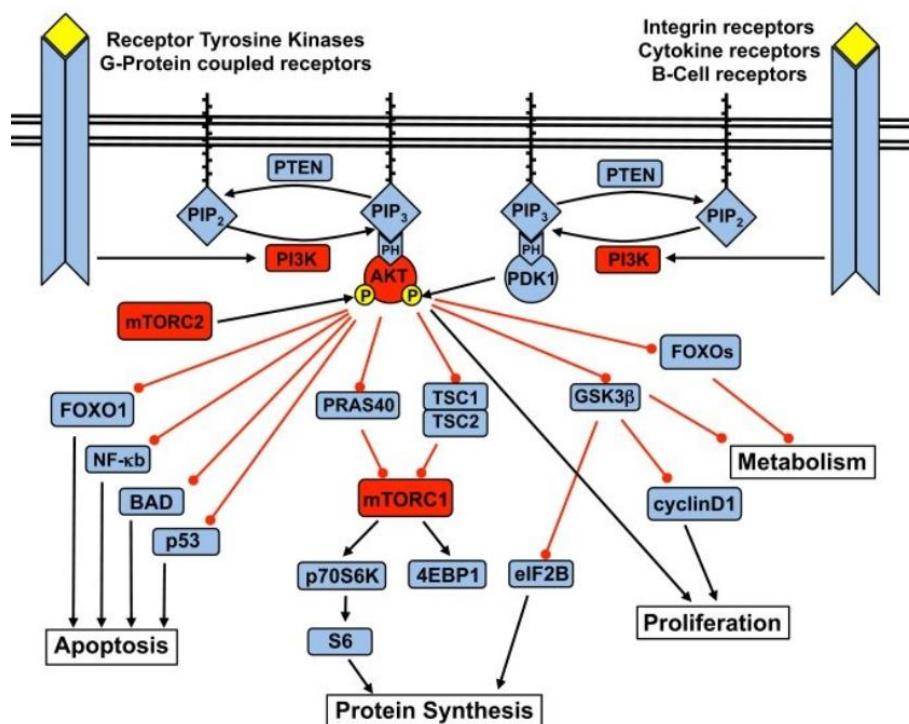 Receptor Tyrosine Kinases
G-Protein coupled receptors
Integrin receptors
Cytokine receptors
B-Cell receptors
PTEN
PTEN
PIP2
PIP3
PIP3
PIP2
PI3K
PH
PH
PI3K
AKT
PDK1
P
P
mTORC2
FOXOs
FOXO1
PRAS40
TSC1
TSC2
GSK3β
NF-κb
Metabolism
BAD
mTORC1
cyclinD1
p53
p70S6K
4EBP1
eIF2B
Apoptosis
S6
Proliferation
Protein Synthesis